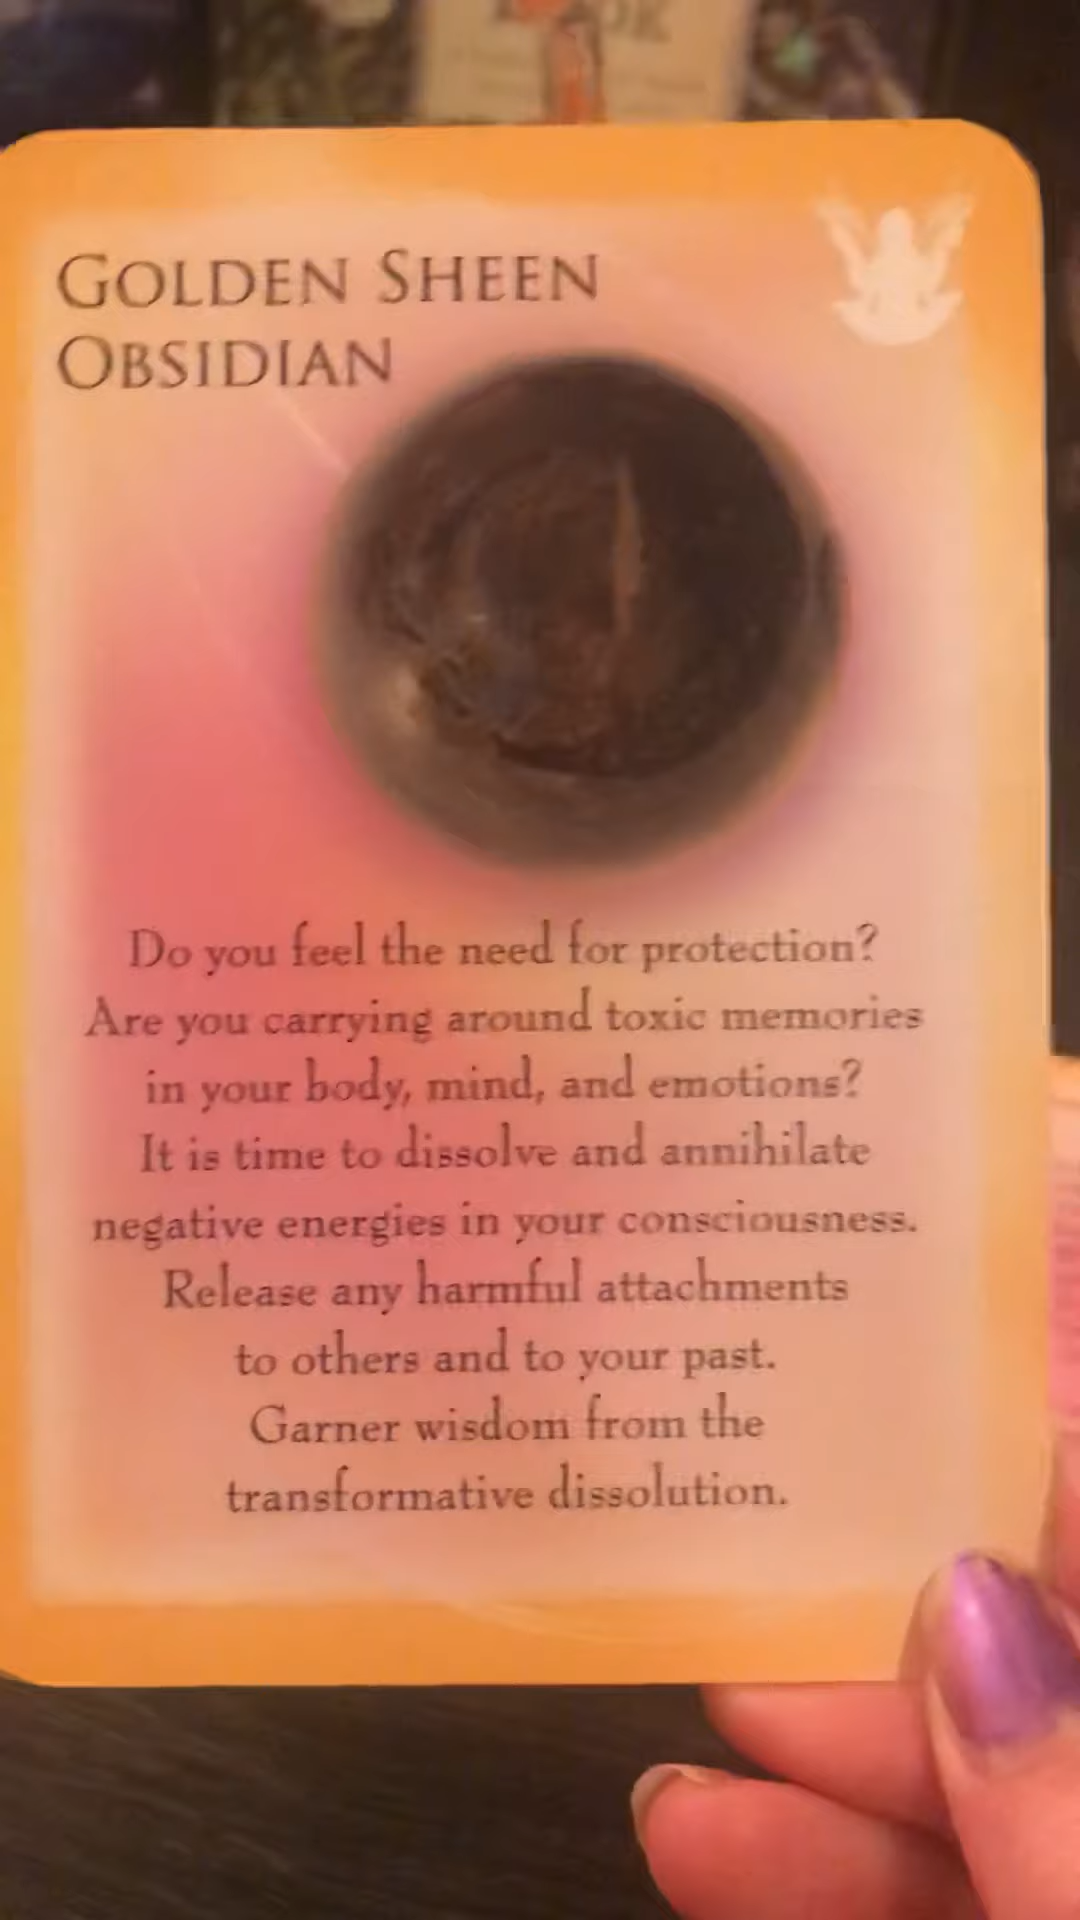 GOLDEN SHEEN
OBSIDIAN
Do you feel the need for protection?
Are you carrying around toxic memories
in your body, mind, and emotions?
It is time to dissolve and annihilate
negative energies in your consciousness.
Release any harmful attachments
to others and to your past.
Garner wisdom from the
transformative dissolution.